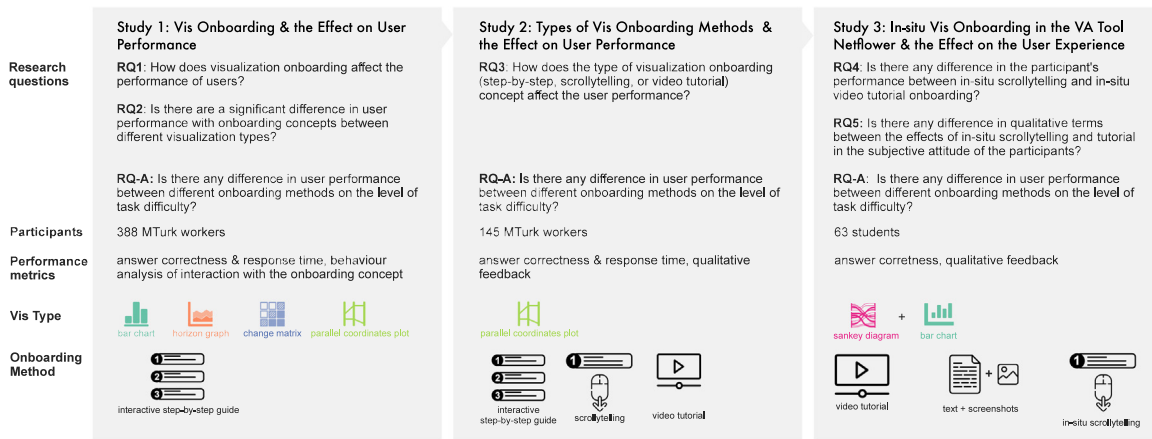 Study 1: Vis Onboarding & the Effect on User
Performance
Study 2: Types of Vis Onboarding Methods &
the Effect on User Performance
Study 3: In-situ Vis Onboarding in the VA Tool
Netflower & the Effect on the User Experience
Research
questions
RQ1: How does visualization onboarding affect the
performance of users?
RQ2: Is there are a significant difference in user
performance with onboarding concepts between
different visualization types?
RQ-A: Is there any difference in user performance
between different onboarding methods on the level of
task difficulty?
RQ3: How does the type of visualization onboarding
(step-by-step, scrollytelling, or video tutorial)
concept affect the user performance?
RQ-A: Is there any difference in user performance
between different onboarding methods on the level of
task difficulty?
RQ4: Is there any difference in the participant's
performance between in-situ scrollytelling and in-situ
video tutorial onboarding?
RQ5: Is there any difference in qualitative terms
between the effects of in-situ scrollytelling and tutorial
in the subjective attitude of the participants?
RQ-A: Is there any difference in user performance
between different onboarding methods on the level of
task difficulty?
Participants
388 MTurk workers
145 MTurk workers
63 students
Performance
metrics
answer correctness & response time, behaviour
analysis of interaction with the onboarding concept
answer correctness & response time, qualitative
feedback
answer corretness, qualitative feedback
Vis Type
bar chart
horizon graph
change matrix
parallel coordinates plot
parallel coordinates plot
sankey diagram
+
bar chart
Onboarding
Method
1
2
3
interactive step-by-step guide
1
2
3
interactive
step-by-step guide
1
scrollytelling
video tutorial
video tutorial
+
text + screenshots
1
in-situ scrollytelling